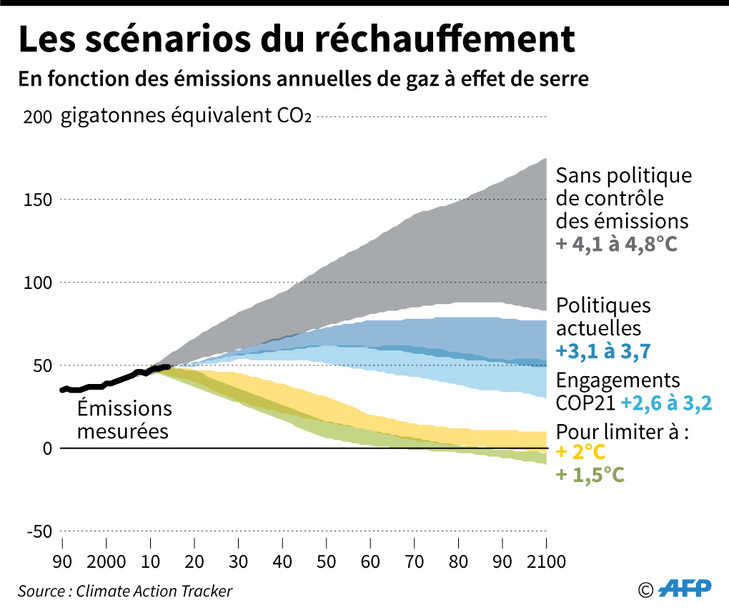 Les scénarios du réchauffement
En fonction des émissions annuelles de gaz à effet de serre
200 gigatonnes équivalent CO₂
150
100
50
0
-50
Sans politique
de contrôle
des émissions
+ 4,1 à 4,8°C
Politiques
actuelles
+3,1 à 3,7
Engagements
COP21 +2,6 à 3,2
Pour limiter à :
+ 2°C
+ 1,5°C
Émissions
mesurées
90 2000 10 20 30 40 50 60 70 80 90 2100
Source : Climate Action Tracker
© AFP